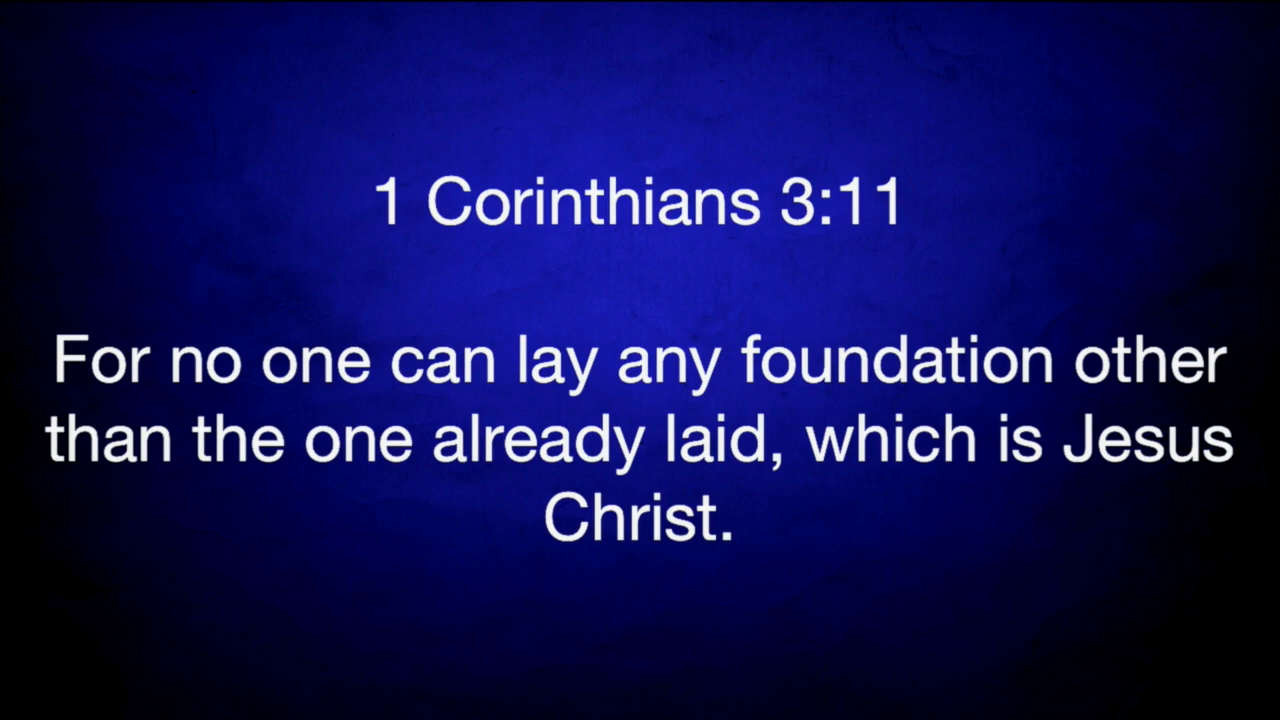 1 Corinthians 3:11
For no one can lay any foundation other
than the one already laid, which is Jesus
Christ.